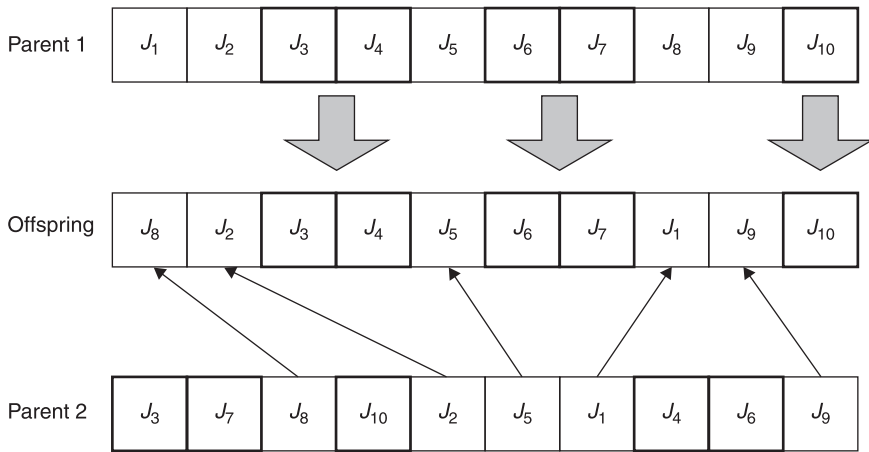 Parent 1 J₁ J₂ J₃ J₄ J₅ J₆ J₇ J₈ J₉ J₁₀
Offspring J₈ J₂ J₃ J₄ J₅ J₆ J₇ J₁ J₉ J₁₀
Parent 2 J₃ J₇ J₈ J₁₀ J₂ J₅ J₁ J₄ J₆ J₉